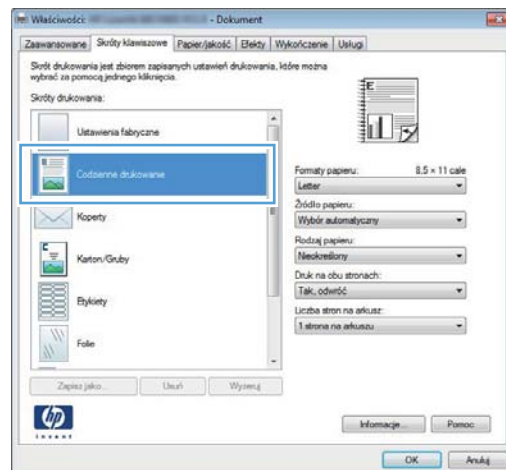 Właściwości: - Dokument
Zaawansowane Skróty klawiszowe Papier/jakość Efekty Wykończenie Usługi
Skrót drukowania jest zbiorem zapisanych ustawień drukowania, które można
wybrać za pomocą jednego kliknięcia.
Skróty drukowania:
Ustawienia fabryczne
Codzienne drukowanie
Koperty
Karton/Gruby
Etykiety
Folie
Zapisz jako... Usuń Wyzeruj
E
Formaty papieru: 8.5 × 11 cale
Letter
Źródło papieru:
Wybór automatyczny
Rodzaj papieru:
Nieokreślony
Druk na obu stronach:
Tak, odwróć
Liczba stron na arkusz:
1 strona na arkuszu
hp
invent
Informacje... Pomoc
OK Anuluj